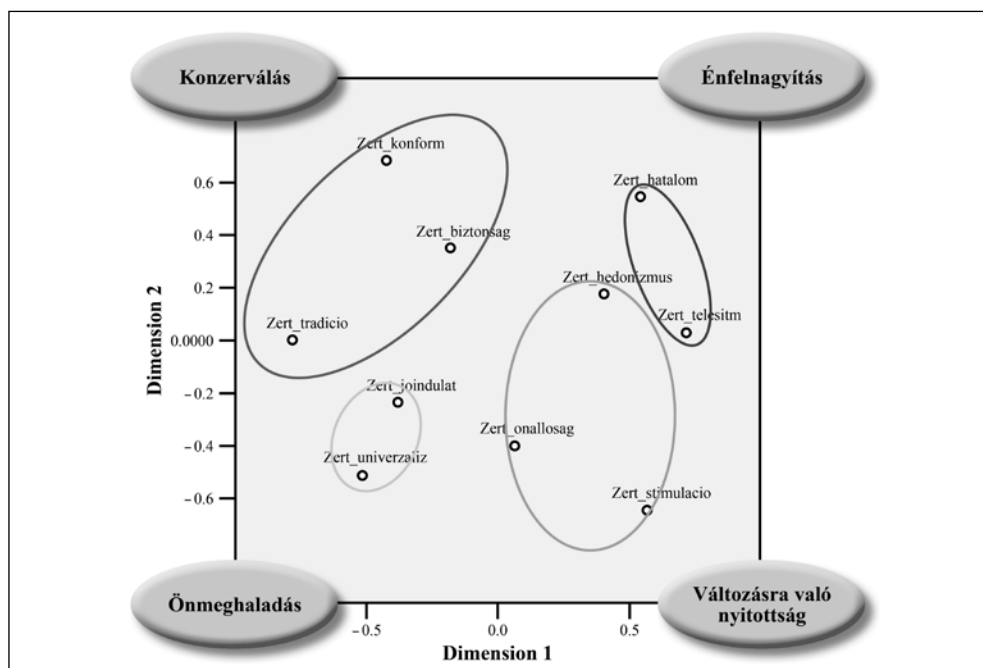 Konzerválás
Énfelnagyítás
Zert_konform
0.6
Zert_hatalom
0.4
Zert_biztonsag
Zert_hedonizmus
0.2
Zert_tradicio
Zert_telesitm
0.0000
Dimension 2
−0.2
Zert_joindulat
Zert_onallosag
−0.4
Zert_univerzaliz
Zert_stimulacio
−0.6
Önmeghaladás
Változásra való
nyitottság
−0.5
0.0
0.5
Dimension 1